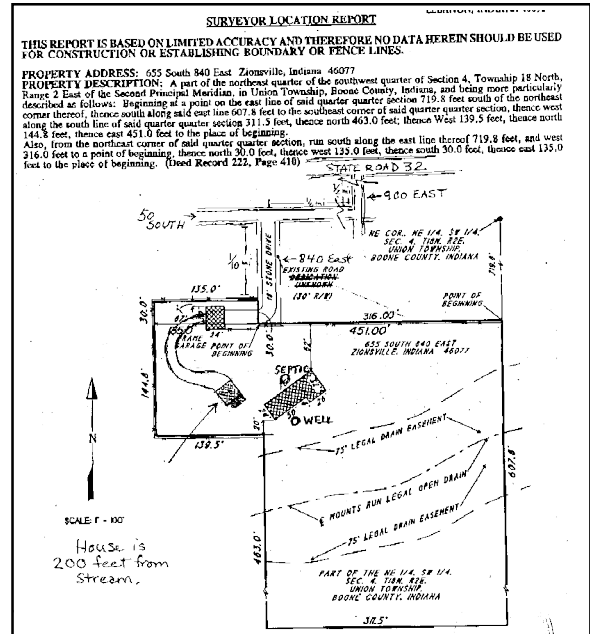 SURVEYOR LOCATION REPORT
THIS REPORT IS BASED ON LIMITED ACCURACY AND THEREFORE NO DATA HEREIN SHOULD BE USED
FOR CONSTRUCTION OR ESTABLISHING BOUNDARY OR FENCE LINES.
PROPERTY ADDRESS: 655 South 840 East Zionsville, Indiana 46077
PROPERTY DESCRIPTION: A part of the northeast quarter of the southwest quarter of Section 4, Township 18 North,
Range 2 East of the Second Principal Meridian, in Union Township, Boone County, Indiana, and being more particularly
described as follows: Beginning at a point on the east line of said quarter quarter section 719.8 feet south of the northeast
corner thereof, thence south along said east line 607.8 feet to the southeast corner of said quarter quarter section, thence west
along the south line of said quarter quarter section 311.5 feet, thence north 463.0 feet; thence West 139.5 feet, thence north
144.8 feet, thence east 451.0 feet to the place of beginning.
Also, from the northeast corner of said quarter quarter section, run south along the east line thereof 719.8 feet, and west
316.0 feet to a point of beginning, thence north 30.0 feet, thence west 135.0 feet, thence south 30.0 feet, thence east 135.0
feet to the place of beginning. (Deed Record 222, Page 410)
STATE ROAD 32
1/2 mi
900 EAST
50
SOUTH
NE COR., NE 1/4, SW 1/4,
SEC. 4, T18N, R2E,
UNION TOWNSHIP,
BOONE COUNTY, INDIANA
1/10
18' STONE DRIVE
840 East
EXISTING ROAD
DEDICATION
UNKNOWN
(30' R/W)
719.8'
135.0'
316.00'
POINT OF
BEGINNING
30.0'
135.0'
24'
FRAME
GARAGE
POINT OF
BEGINNING
30.0'
451.00'
655 SOUTH 840 EAST
ZIONSVILLE, INDIANA 46077
SEPTIC
WELL
144.8'
N
139.5'
75' LEGAL DRAIN EASEMENT
℄ MOUNTS RUN LEGAL OPEN DRAIN
75' LEGAL DRAIN EASEMENT
607.8'
463.0'
SCALE: 1" - 100'
House is
200 feet from
Stream.
PART OF THE NE 1/4, SW 1/4,
SEC. 4, T18N, R2E,
UNION TOWNSHIP,
BOONE COUNTY, INDIANA
311.5'